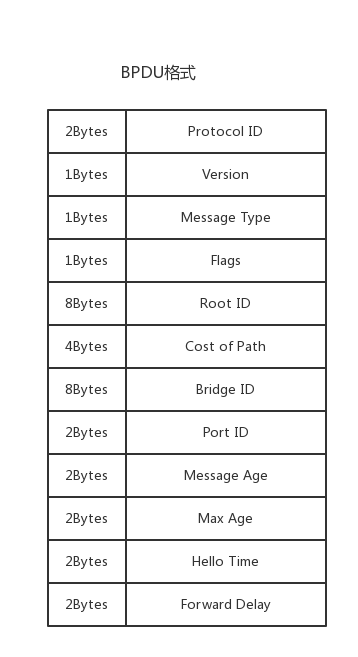 BPDU格式
2Bytes Protocol ID
1Bytes Version
1Bytes Message Type
1Bytes Flags
8Bytes Root ID
4Bytes Cost of Path
8Bytes Bridge ID
2Bytes Port ID
2Bytes Message Age
2Bytes Max Age
2Bytes Hello Time
2Bytes Forward Delay